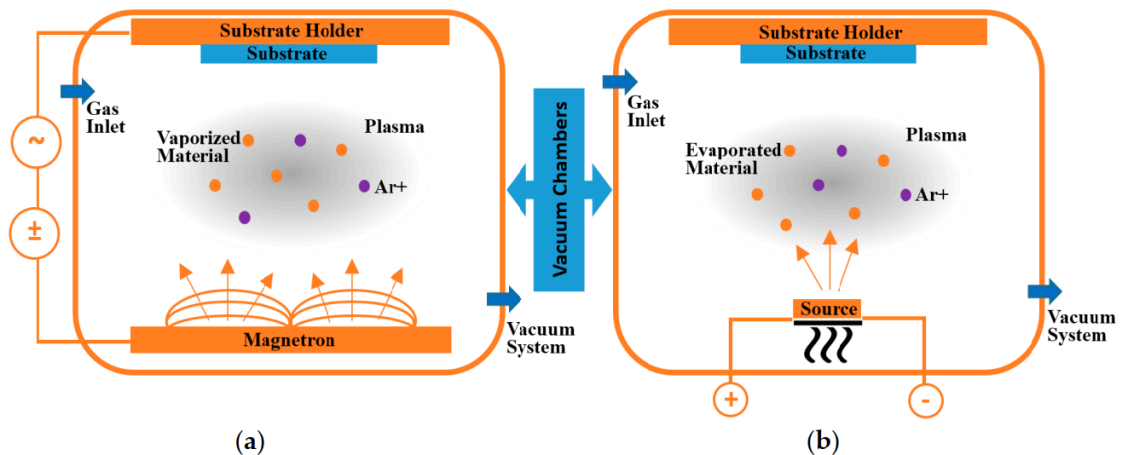 Substrate Holder
Substrate
Gas
Inlet
Vaporized
Material
Plasma
Ar+
~
±
Magnetron
Vacuum
System
(a)
Vacuum Chambers
Substrate Holder
Substrate
Gas
Inlet
Evaporated
Material
Plasma
Ar+
Source
+
-
Vacuum
System
(b)